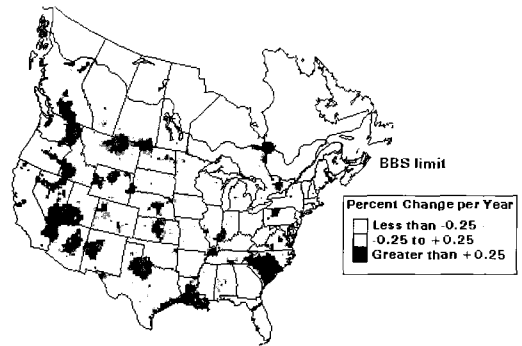 BBS limit
Percent Change per Year
Less than -0.25
-0.25 to +0.25
Greater than +0.25